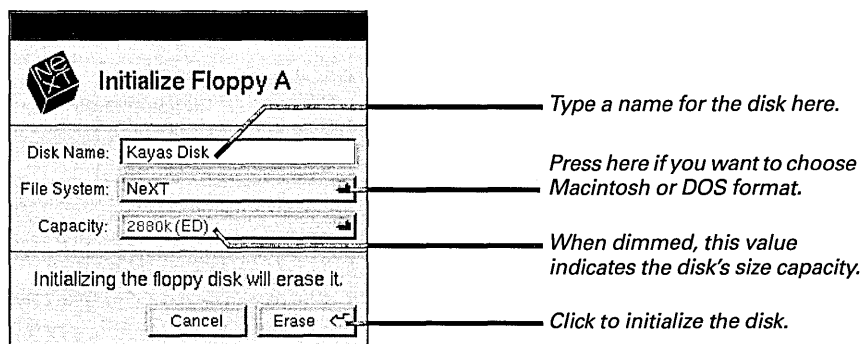 NeXT
Initialize Floppy A
Type a name for the disk here.
Disk Name: Kayas Disk
Press here if you want to choose
Macintosh or DOS format.
File System: NeXT
Capacity: 2880k (ED)
When dimmed, this value
indicates the disk's size capacity.
Initializing the floppy disk will erase it.
Cancel Erase
Click to initialize the disk.